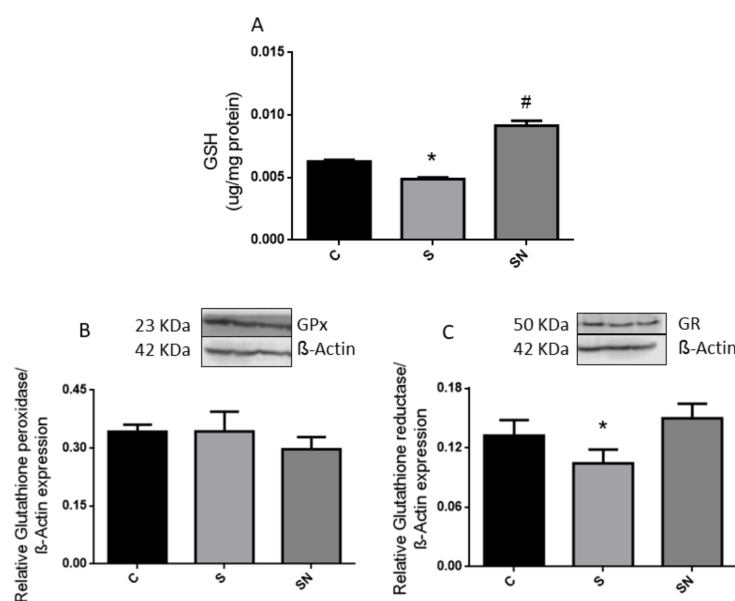 A
0.015
0.010
0.005
0.000
GSH
(ug/mg protein)
*
#
C
S
SN
B
23 KDa
GPx
42 KDa
ß-Actin
0.45
0.30
0.15
0.00
Relative Glutathione peroxidase/
ß-Actin expression
C
S
SN
C
50 KDa
GR
42 KDa
ß-Actin
0.18
0.12
0.06
0.00
Relative Glutathione reductase/
ß-Actin expression
*
C
S
SN